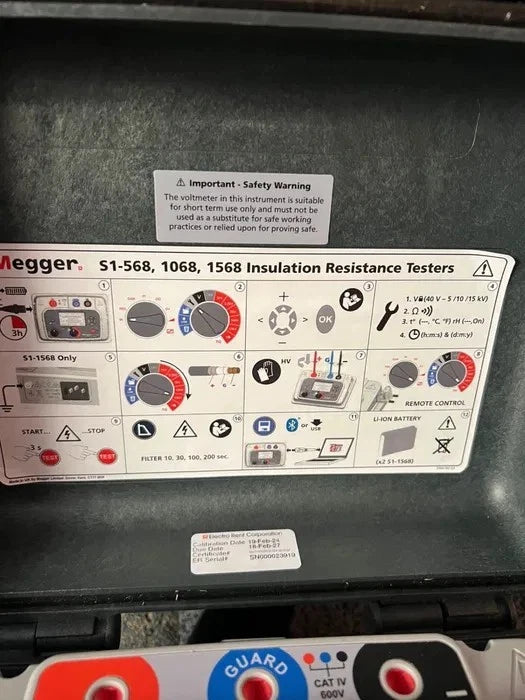 ⚠ Important - Safety Warning
The voltmeter in this instrument is suitable
for short term use only and must not be
used as a substitute for safe working
practices or relied upon for proving safe.
Megger. S1-568, 1068, 1568 Insulation Resistance Testers
1
3h
2
3
OK
4
1. V (40 V - 5 /10 /15 kV)
2. Ω
3. t° (---, °C, °F) rH (---, On)
4. (h:m:s) & (d:m:y)
S1-1568 Only
5
6
HV
7
8
REMOTE CONTROL
9
START... ...STOP
3 s
TEST
TEST
10
FILTER 10, 30, 100, 200 sec.
11
or
USB
LI-ION BATTERY
12
(x2 S1-1568)
Electro Rent Corporation
Calibration Date 19-Feb-24
Due Date 18-Feb-27
Certificate#
ER Serial# SN000023919
GUARD
CAT IV
600V